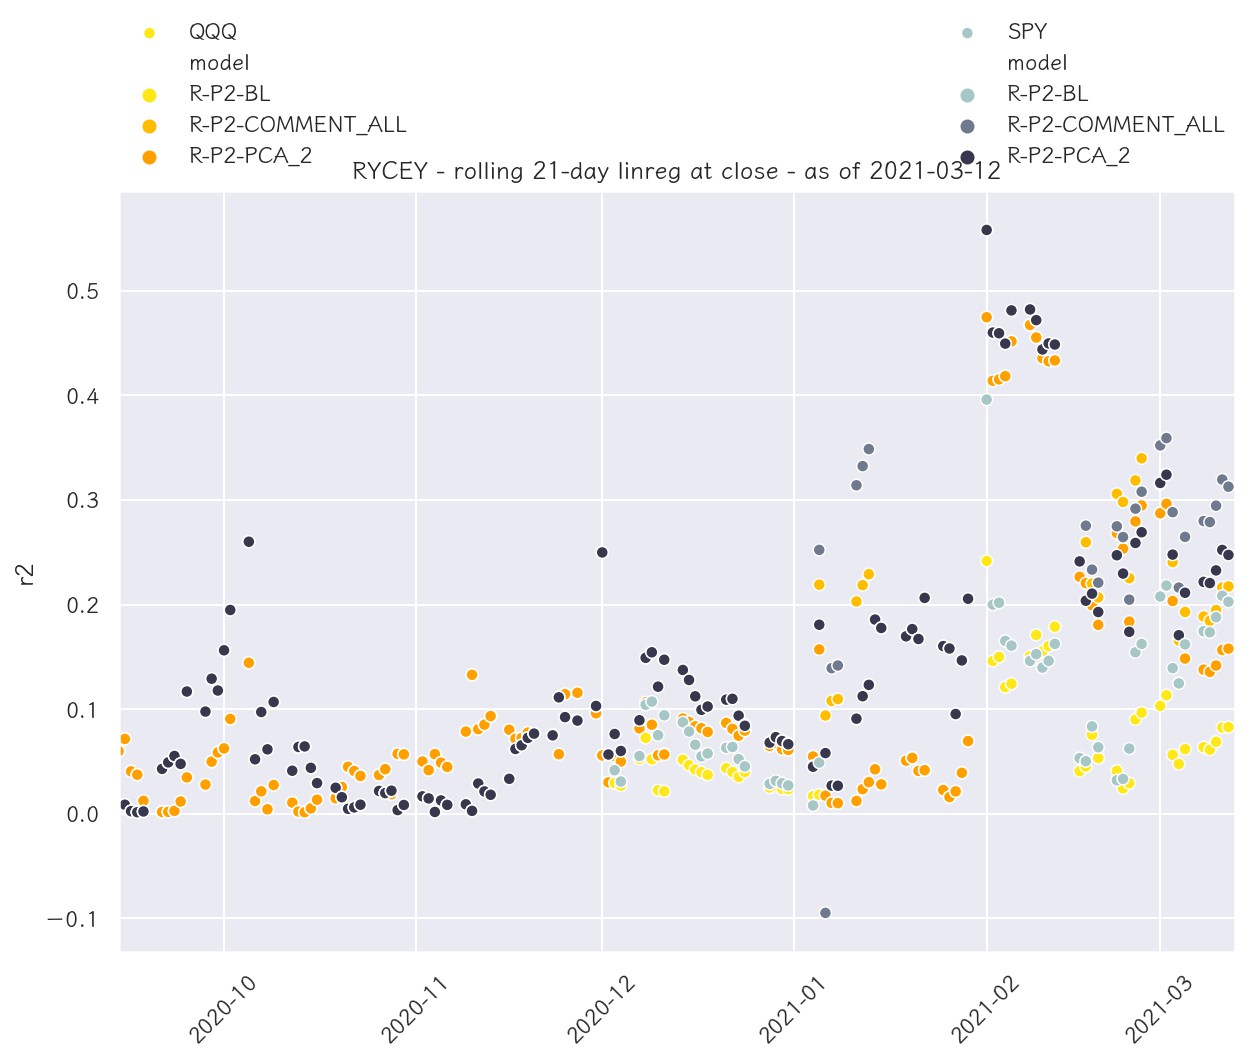 QQQ
model
R-P2-BL
R-P2-COMMENT_ALL
R-P2-PCA_2
SPY
model
R-P2-BL
R-P2-COMMENT_ALL
R-P2-PCA_2
RYCEY - rolling 21-day linreg at close - as of 2021-03-12
0.5
0.4
0.3
0.2
0.1
0.0
−0.1
r2
2020-10
2020-11
2020-12
2021-01
2021-02
2021-03